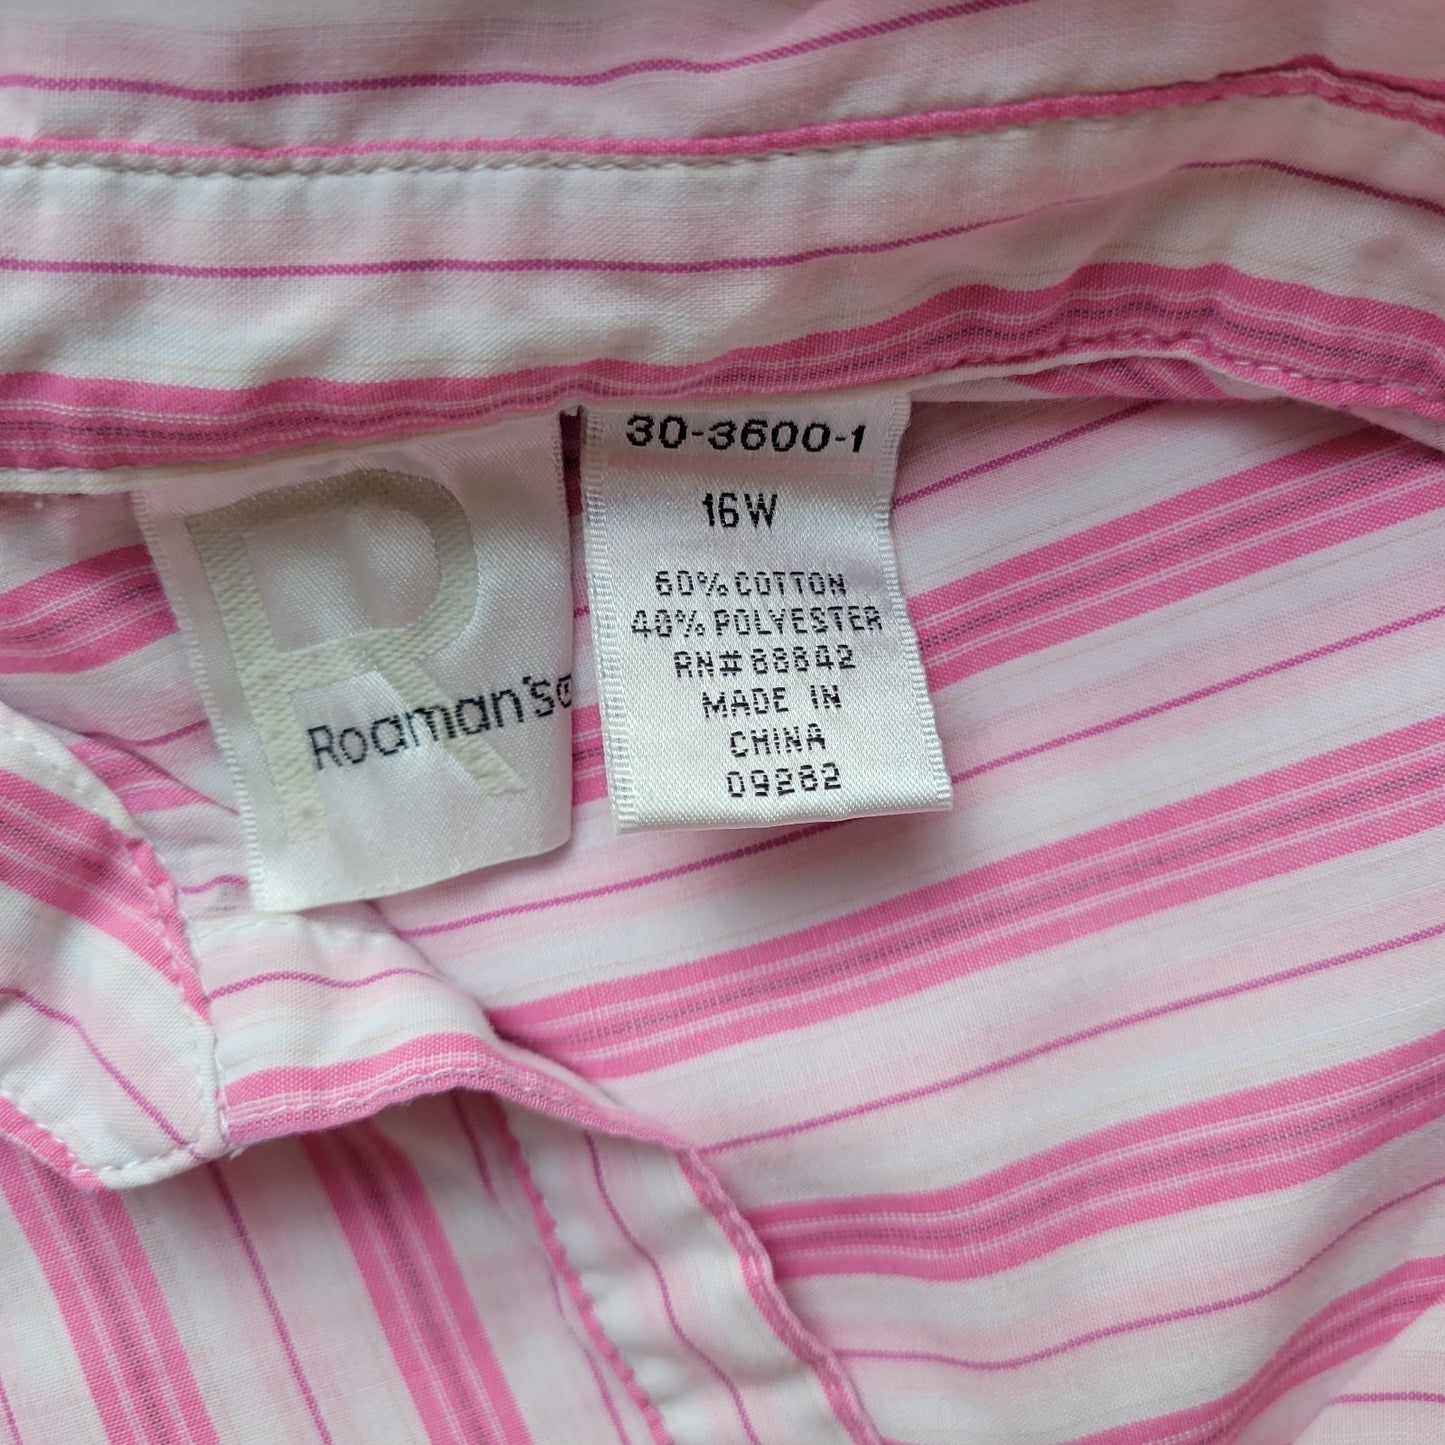 R
Roaman's®
30-3600-1
16W
60% COTTON
40% POLYESTER
RN#88842
MADE IN
CHINA
09282